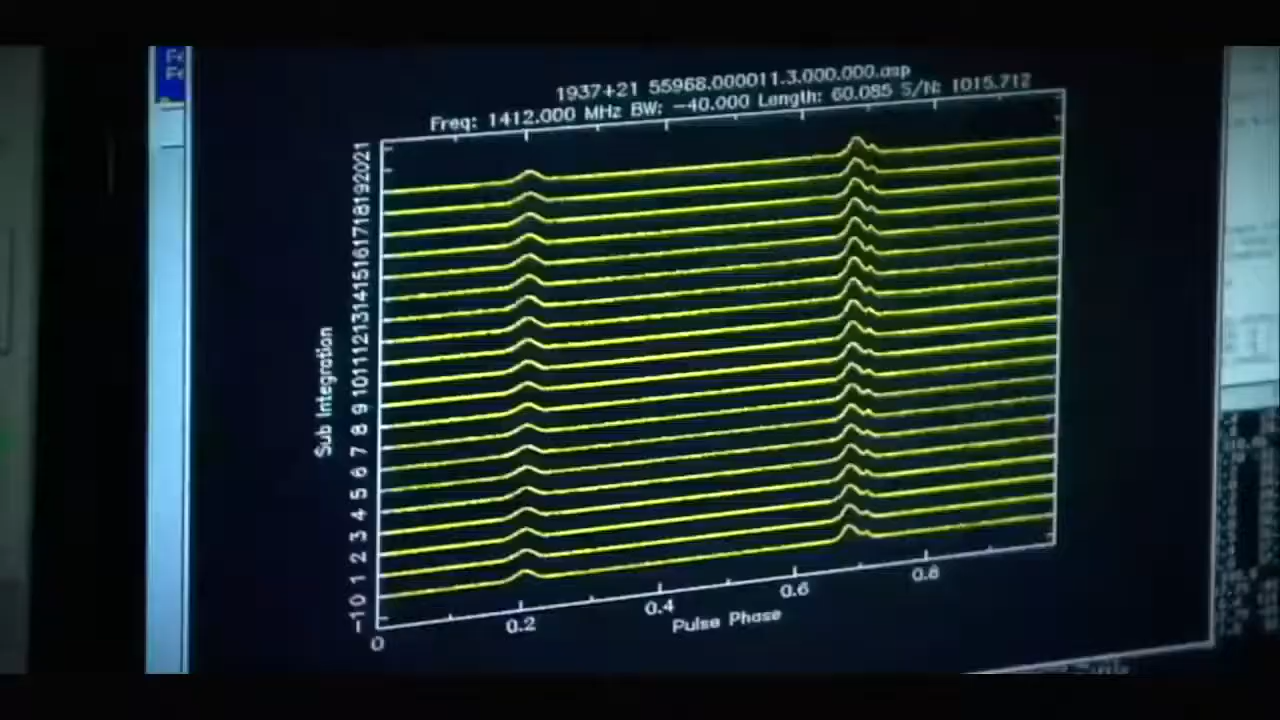 1937+21 55968.000011.3.000.000.asp
Freq: 1412.000 MHz BW: -40.000 Length: 60.085 S/N: 1015.712
Sub Integration
-1 0 1 2 3 4 5 6 7 8 9 10 11 12 13 14 15 16 17 18 19 20 21
0 0.2 0.4 0.6 0.8
Pulse Phase